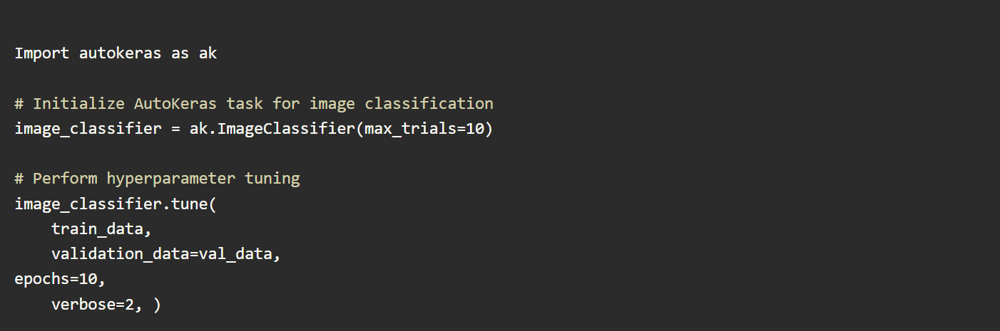 Import autokeras as ak
# Initialize AutoKeras task for image classification
image_classifier = ak.ImageClassifier(max_trials=10)
# Perform hyperparameter tuning
image_classifier.tune(
    train_data,
    validation_data=val_data,
epochs=10,
    verbose=2, )